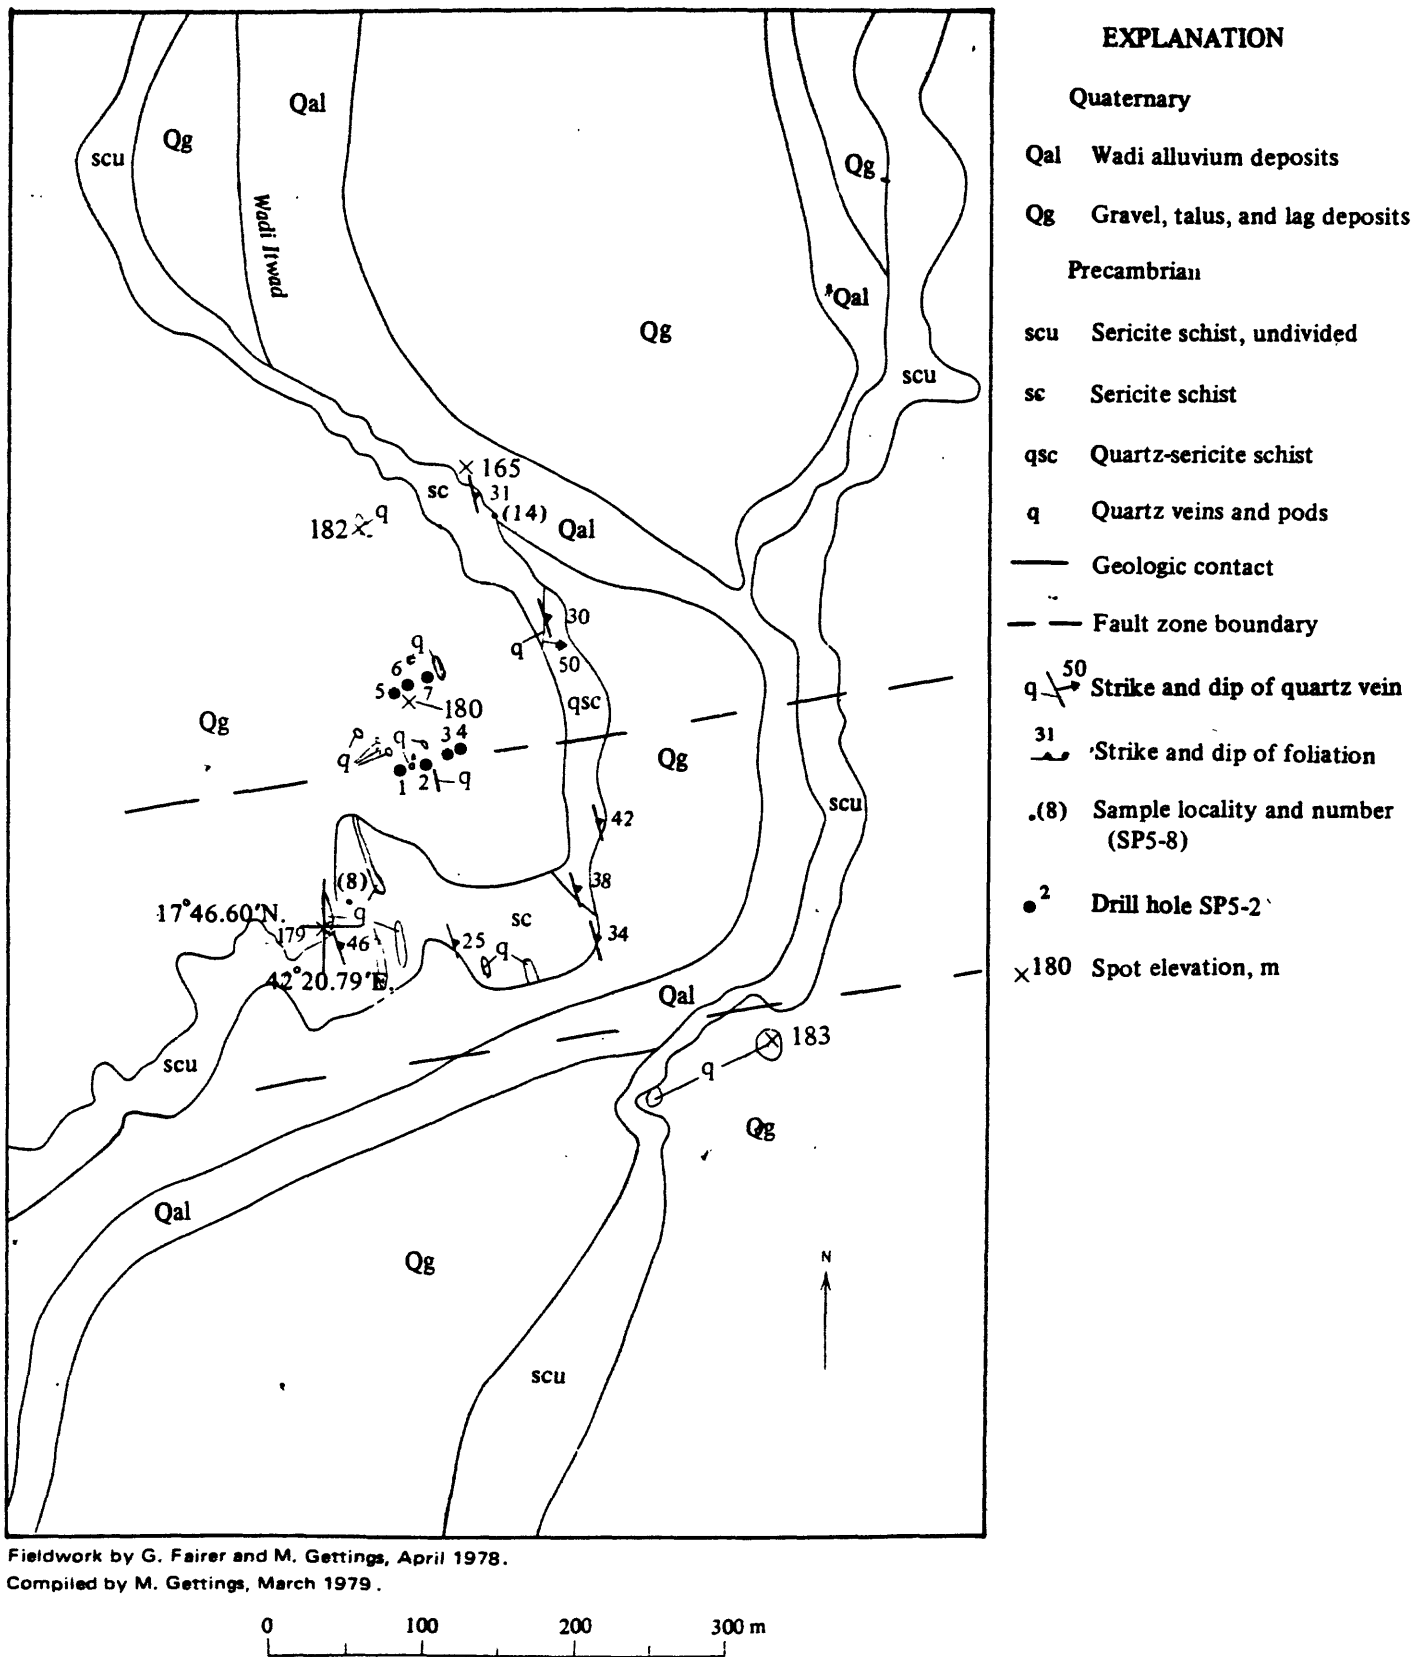 EXPLANATION
Quaternary
Qal Wadi alluvium deposits
Qg Gravel, talus, and lag deposits
Precambrian
scu Sericite schist, undivided
sc Sericite schist
qsc Quartz-sericite schist
q Quartz veins and pods
Geologic contact
Fault zone boundary
50
q Strike and dip of quartz vein
31
Strike and dip of foliation
.(8) Sample locality and number
(SP5-8)
2 Drill hole SP5-2
×180 Spot elevation, m
Qal
Qg
scu
Wadi Itwad
Qg
Qg
Qal
scu
165
sc
31
(14)
182
q
Qal
30
q
50
q
6
5
7
180
qsc
Qg
q
3 4
q
1 2
q
Qg
42
scu
(8)
38
17°46.60'N.
q
sc
179
46
25
q
34
42°20.79'E.
Qal
183
scu
q
Qg
Qal
Qg
N
scu
Fieldwork by G. Fairer and M. Gettings, April 1978.
Compiled by M. Gettings, March 1979.
0 100 200 300 m